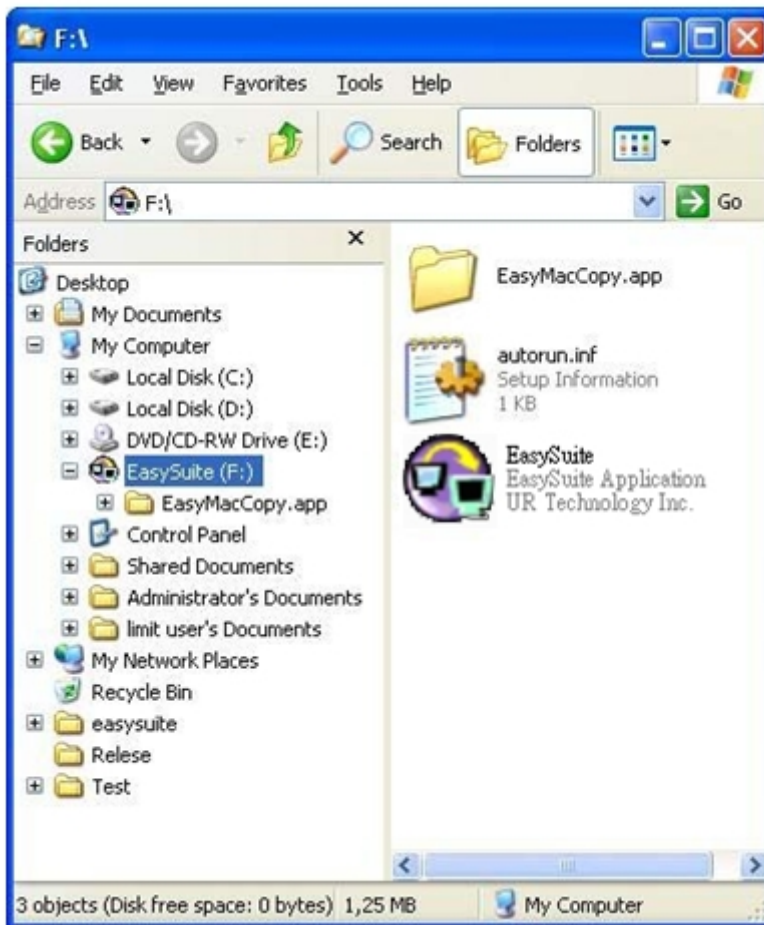 F:\
File Edit View Favorites Tools Help
Back Search Folders
Address F:\ Go
Folders
Desktop
My Documents
My Computer
Local Disk (C:)
Local Disk (D:)
DVD/CD-RW Drive (E:)
EasySuite (F:)
EasyMacCopy.app
Control Panel
Shared Documents
Administrator's Documents
limit user's Documents
My Network Places
Recycle Bin
easysuite
Relese
Test
EasyMacCopy.app
autorun.inf
Setup Information
1 KB
EasySuite
EasySuite Application
UR Technology Inc.
3 objects (Disk free space: 0 bytes) 1,25 MB My Computer